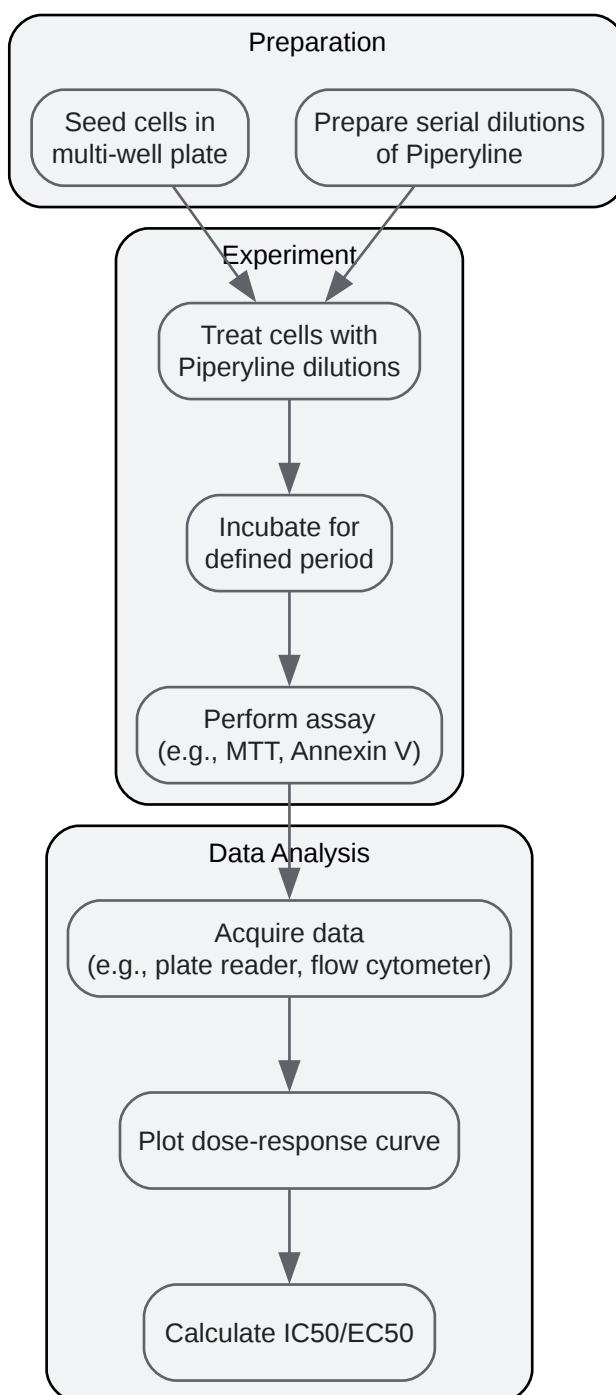 Preparation
Seed cells in
multi-well plate
Prepare serial dilutions
of Piperyline
Experiment
Treat cells with
Piperyline dilutions
Incubate for
defined period
Perform assay
(e.g., MTT, Annexin V)
Data Analysis
Acquire data
(e.g., plate reader, flow cytometer)
Plot dose-response curve
Calculate IC50/EC50